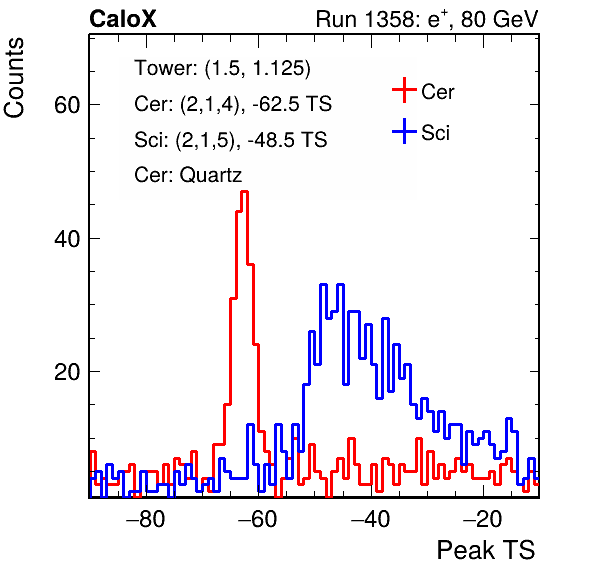 CaloX Run 1358: e⁺, 80 GeV
Counts
Tower: (1.5, 1.125)
Cer: (2,1,4), -62.5 TS
Sci: (2,1,5), -48.5 TS
Cer: Quartz
Cer
Sci
60
40
20
−80 −60 −40 −20
Peak TS